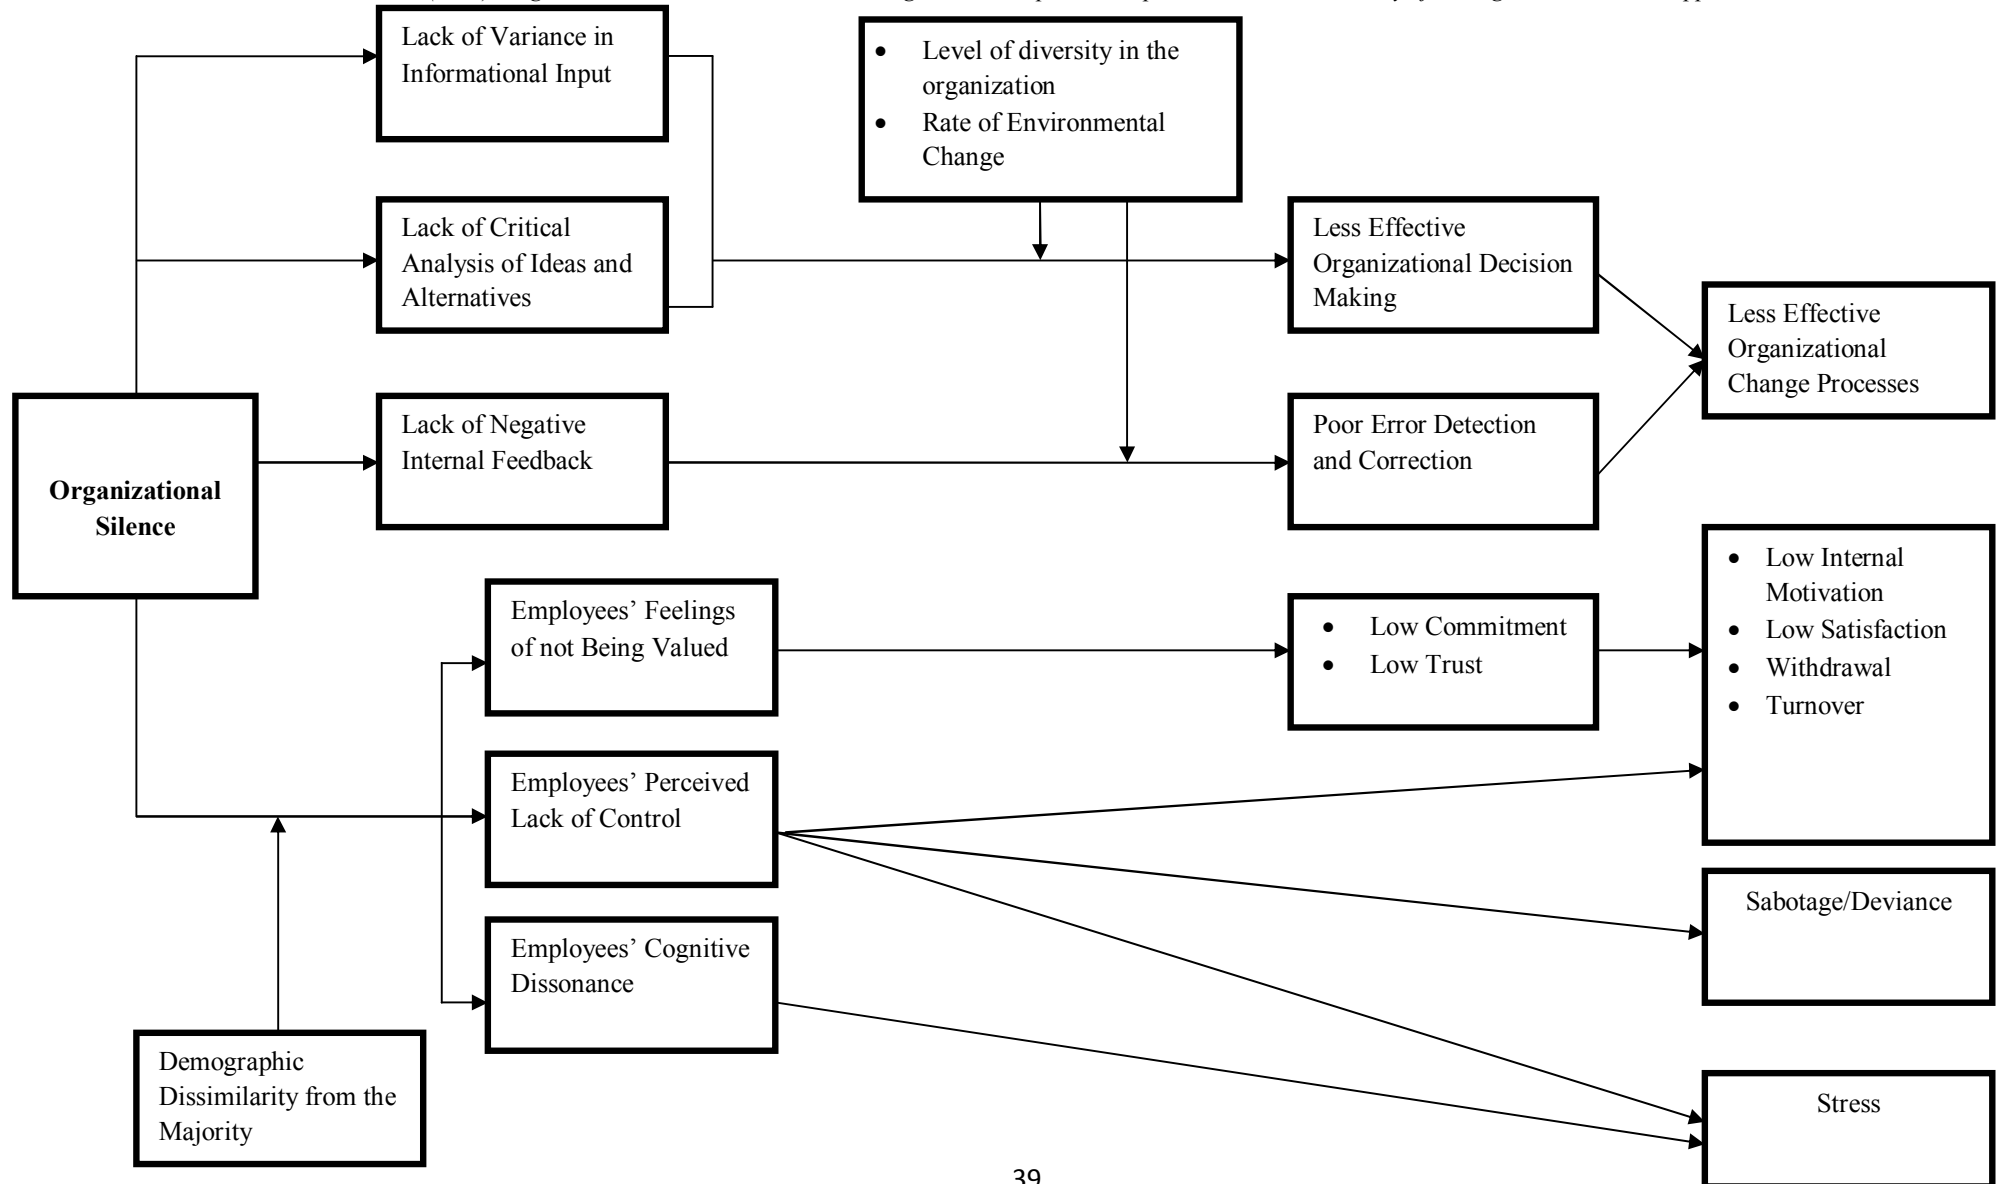 Lack of Variance in
Informational Input
• Level of diversity in the
organization
• Rate of Environmental
Change
Lack of Critical
Analysis of Ideas and
Alternatives
Less Effective
Organizational Decision
Making
Less Effective
Organizational
Change Processes
Lack of Negative
Internal Feedback
Poor Error Detection
and Correction
Organizational
Silence
• Low Internal
Motivation
• Low Satisfaction
• Withdrawal
• Turnover
Employees’ Feelings
of not Being Valued
• Low Commitment
• Low Trust
Employees’ Perceived
Lack of Control
Sabotage/Deviance
Employees’ Cognitive
Dissonance
Demographic
Dissimilarity from the
Majority
Stress
39